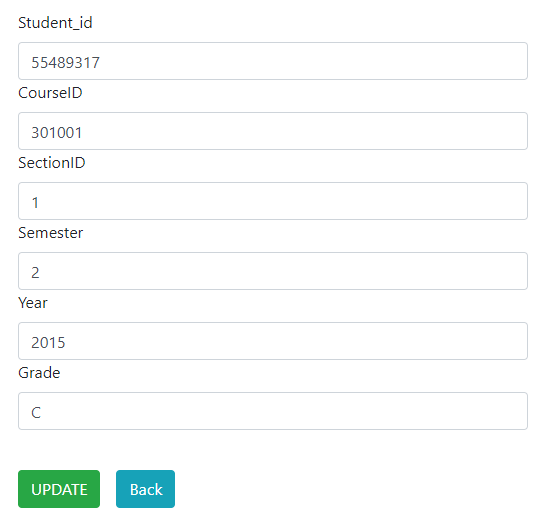 Student_id
55489317
CourseID
301001
SectionID
1
Semester
2
Year
2015
Grade
C
UPDATE Back